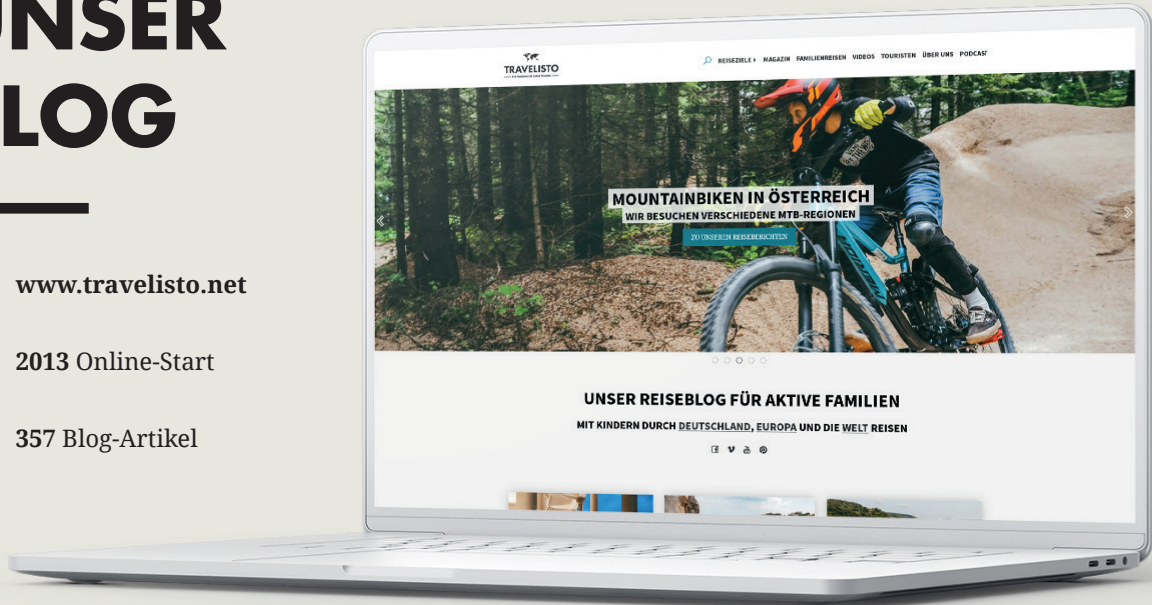 UNSER
LOG
www.travelisto.net
2013 Online-Start
357 Blog-Artikel
TRAVELISTO
REISEZIELE MAGAZIN FAMILIENREISEN VIDEOS TOURISTEN ÜBER UNS PODCAST
MOUNTAINBIKEN IN ÖSTERREICH
WIR BESUCHEN VERSCHIEDENE MTB-REGIONEN
ZU UNSEREN REISEBERICHTEN
UNSER REISEBLOG FÜR AKTIVE FAMILIEN
MIT KINDERN DURCH DEUTSCHLAND, EUROPA UND DIE WELT REISEN